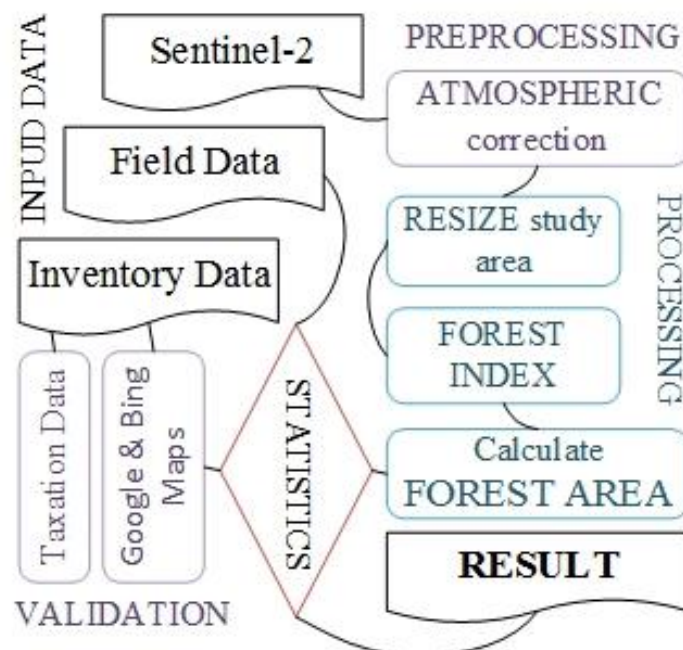 INPUD DATA
Sentinel-2
Field Data
Inventory Data
Taxation Data
Google & Bing
Maps
VALIDATION
STATISTICS
PREPROCESSING
ATMOSPHERIC
correction
PROCESSING
RESIZE study
area
FOREST
INDEX
Calculate
FOREST AREA
RESULT